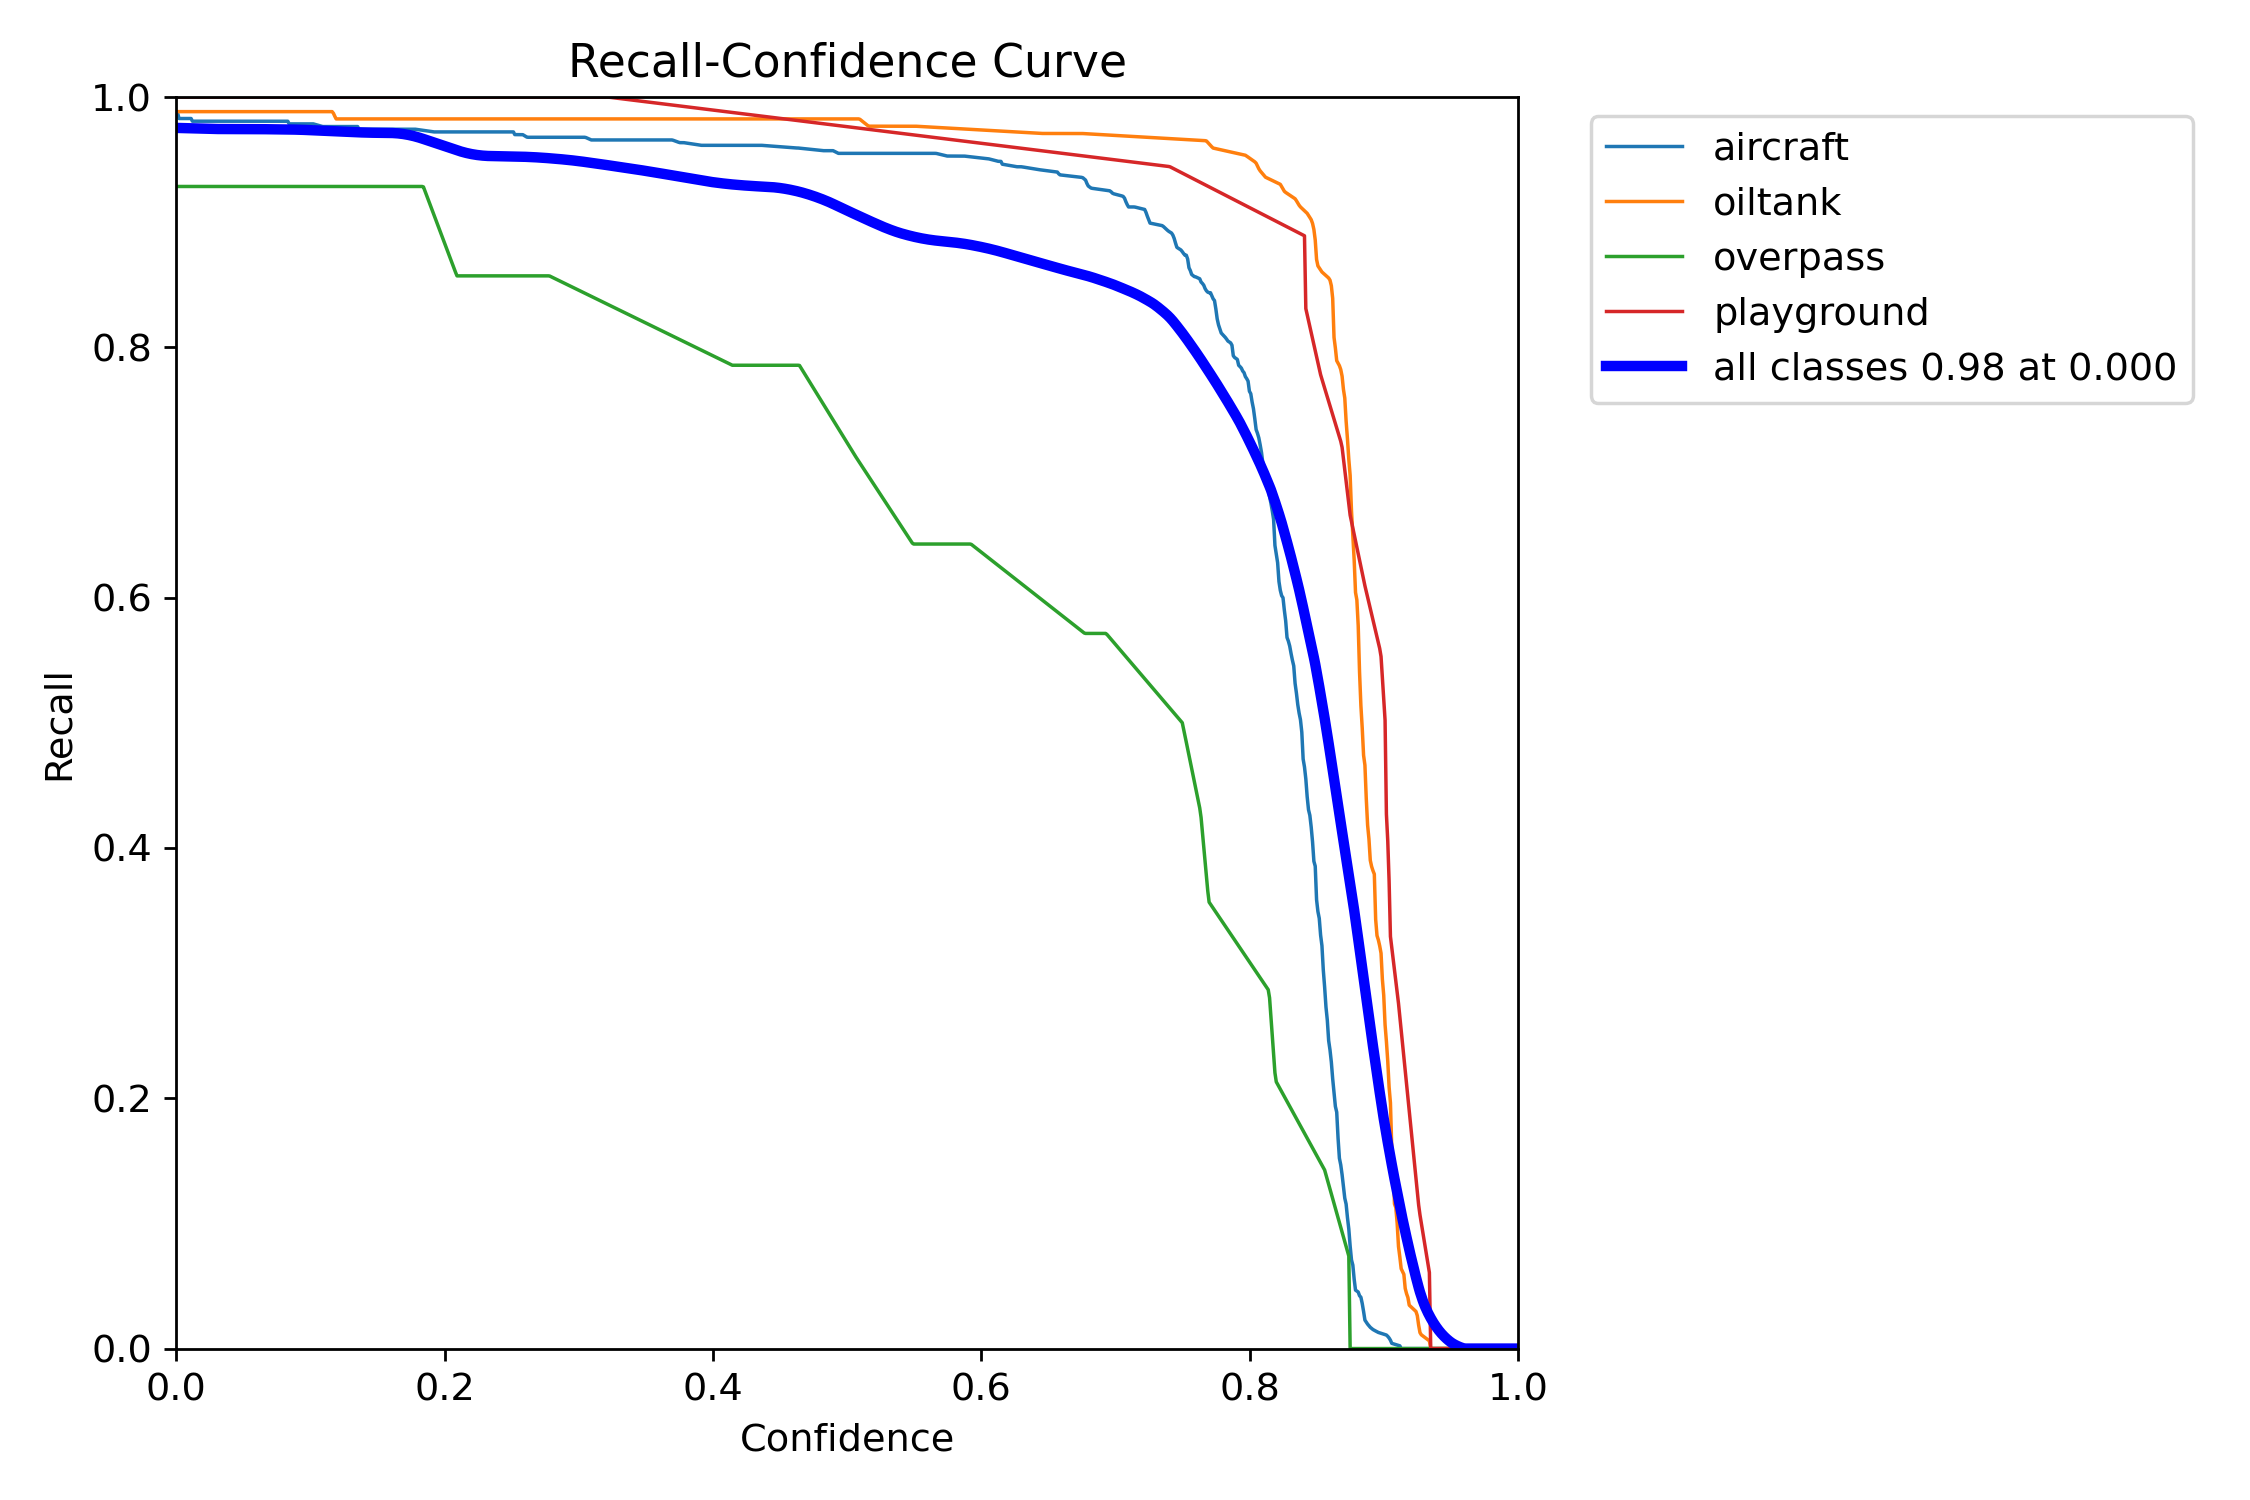 Recall-Confidence Curve
1.0
0.8
0.6
0.4
0.2
0.0
Recall
0.0 0.2 0.4 0.6 0.8 1.0
Confidence
aircraft
oiltank
overpass
playground
all classes 0.98 at 0.000